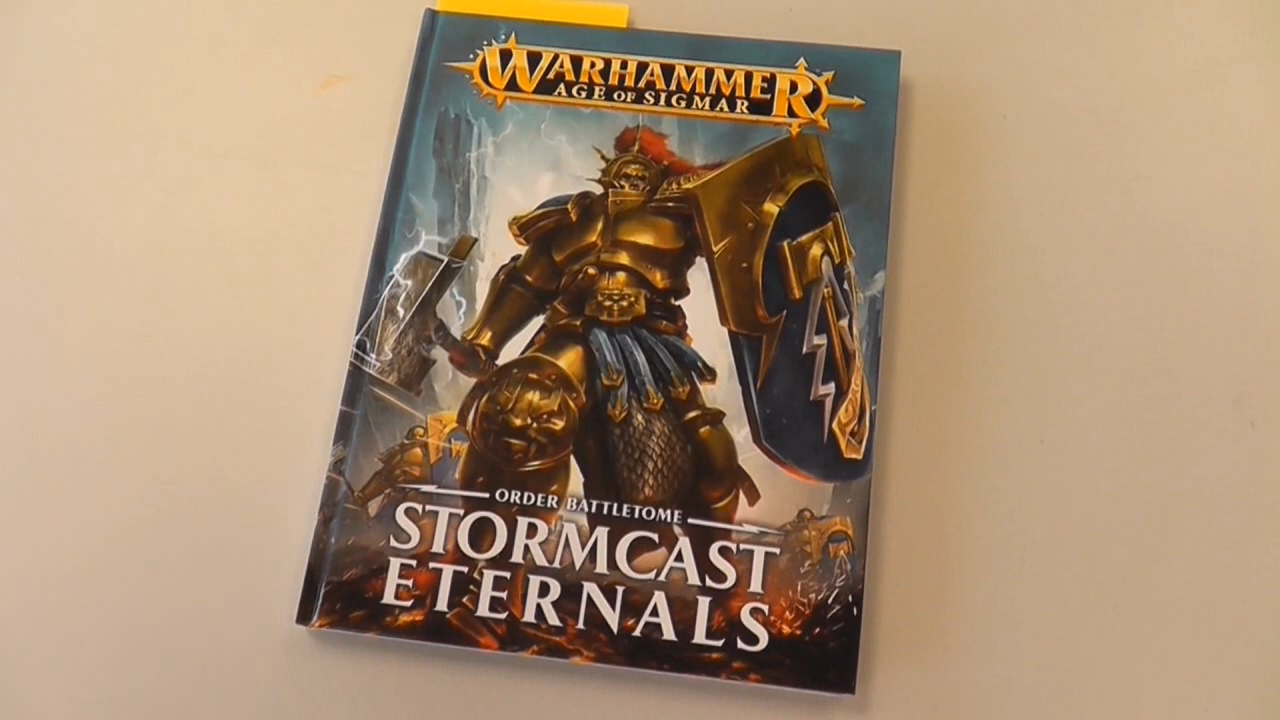 WARHAMMER
AGE OF SIGMAR
ORDER BATTLETOME
STORMCAST
ETERNALS